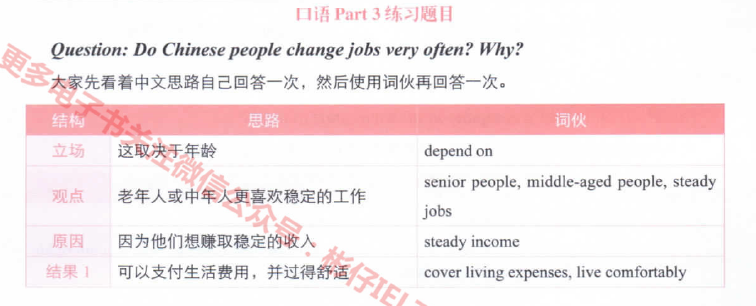 口语 Part 3 练习题目
Question: Do Chinese people change jobs very often? Why?
大家先看着中文思路自己回答一次，然后使用词伙再回答一次。
结构 思路 词伙
立场 这取决于年龄 depend on
观点 老年人或中年人更喜欢稳定的工作 senior people, middle-aged people, steady
jobs
原因 因为他们想赚取稳定的收入 steady income
结果 1 可以支付生活费用，并过得舒适 cover living expenses, live comfortably
更多电子书关注微信公众号：彬仔IEL